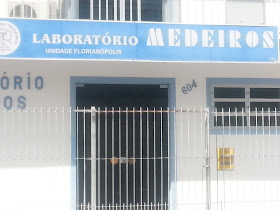 LABORATÓRIO MEDEIROS
UNIDADE FLORIANÓPOLIS
604
ÓRIO
OS